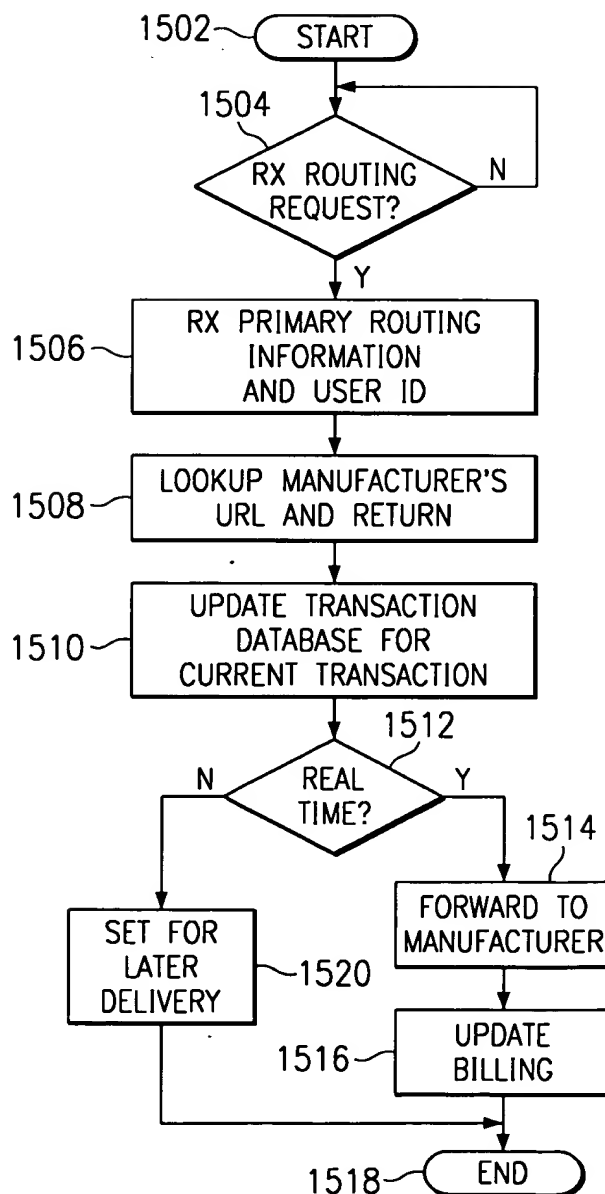 1502
START
1504
RX ROUTING
REQUEST?
N
Y
1506
RX PRIMARY ROUTING
INFORMATION
AND USER ID
1508
LOOKUP MANUFACTURER'S
URL AND RETURN
1510
UPDATE TRANSACTION
DATABASE FOR
CURRENT TRANSACTION
1512
N
REAL
TIME?
Y
1514
SET FOR
LATER
DELIVERY
1520
FORWARD TO
MANUFACTURER
1516
UPDATE
BILLING
1518
END